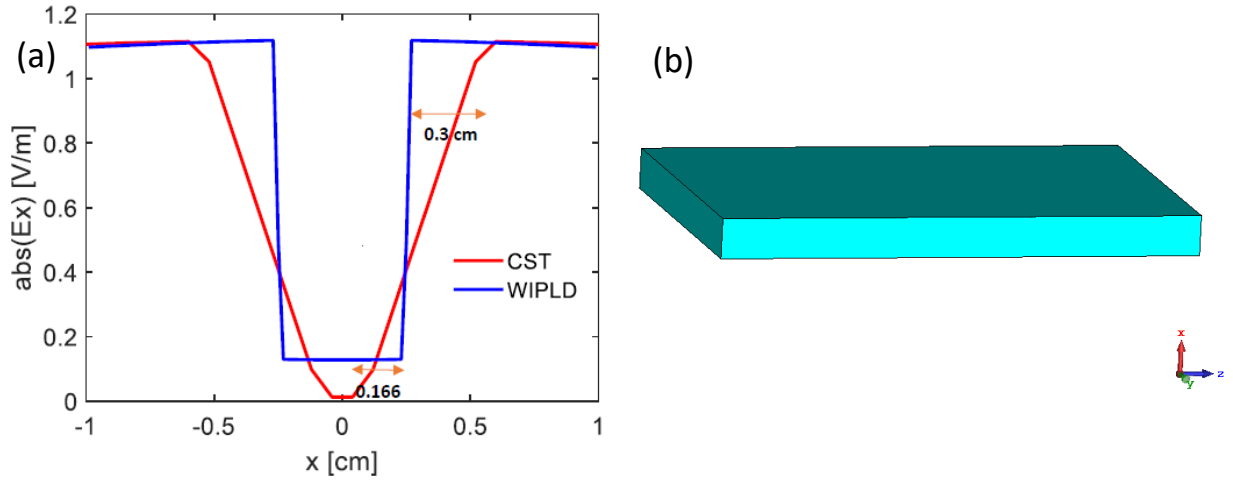 (a)
(b)
1.2
1
0.8
0.6
0.4
0.2
0
abs(Ex) [V/m]
0.3 cm
CST
WIPLD
0.166
-1 -0.5 0 0.5 1
x [cm]
x
z
y